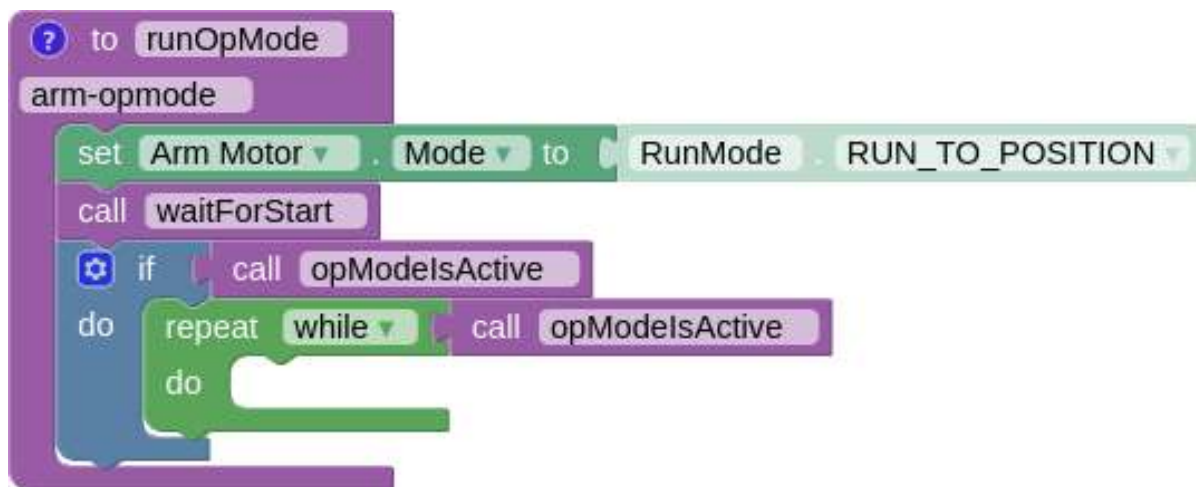 ? to runOpMode
arm-opmode
set Arm Motor . Mode to RunMode . RUN_TO_POSITION
call waitForStart
if call opModeIsActive
do repeat while call opModeIsActive
do